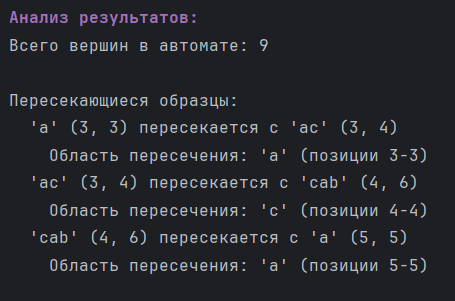 Анализ результатов:
Всего вершин в автомате: 9
Пересекающиеся образцы:
'a' (3, 3) пересекается с 'ac' (3, 4)
Область пересечения: 'a' (позиции 3-3)
'ac' (3, 4) пересекается с 'cab' (4, 6)
Область пересечения: 'c' (позиции 4-4)
'cab' (4, 6) пересекается с 'a' (5, 5)
Область пересечения: 'a' (позиции 5-5)